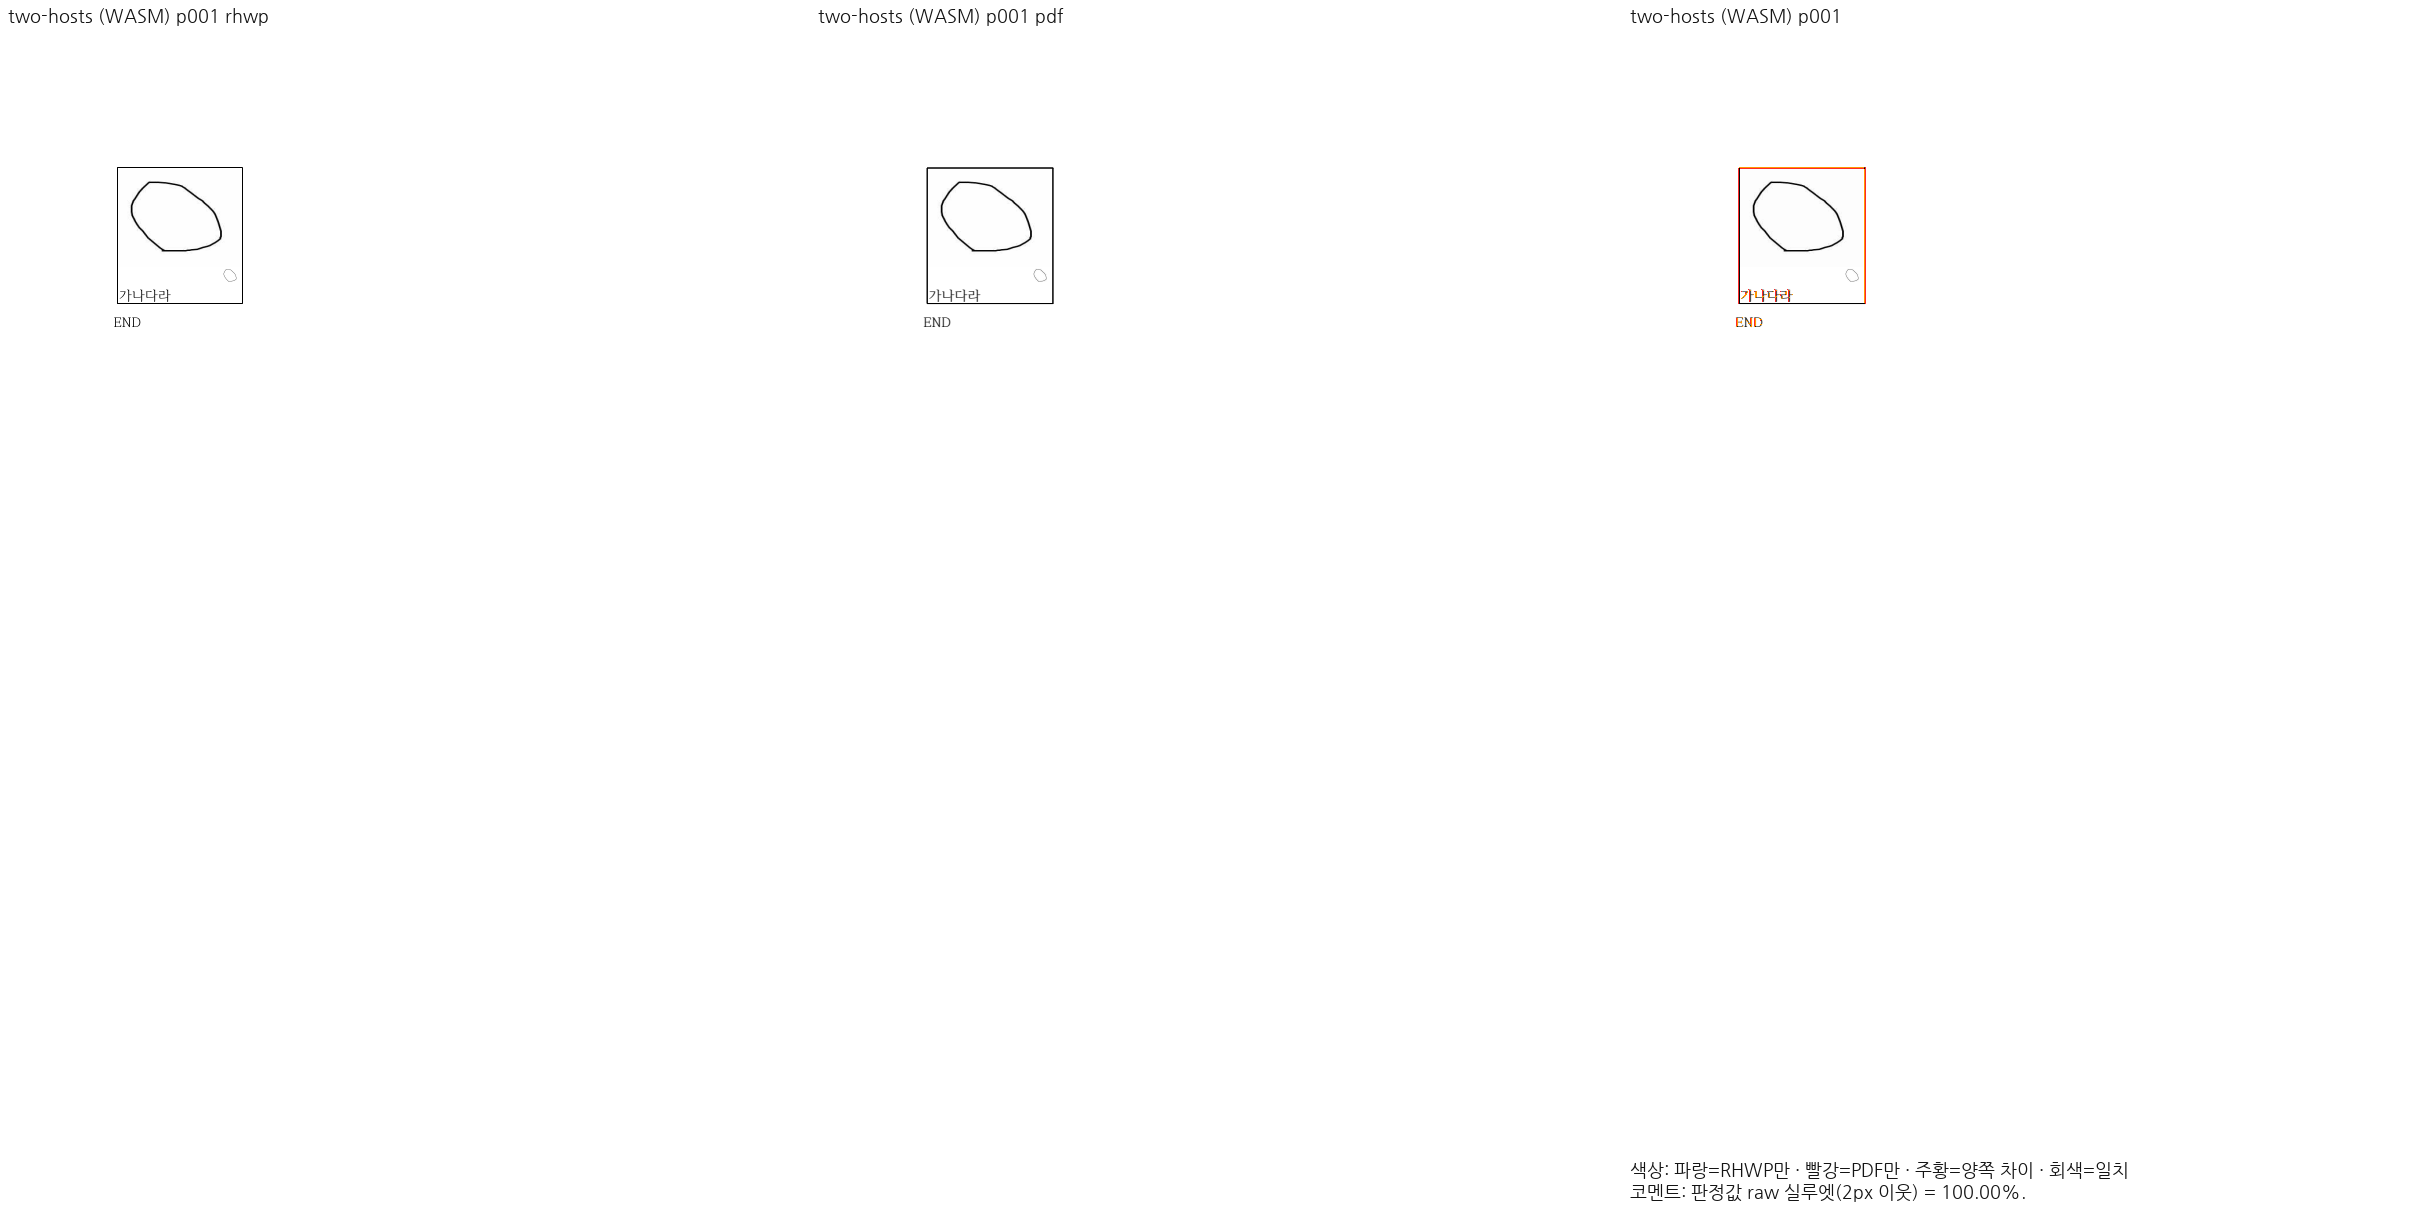 two-hosts (WASM) p001 rhwp
two-hosts (WASM) p001 pdf
two-hosts (WASM) p001
가나다라
END
가나다라
END
가나다라
END
색상: 파랑=RHWP만 · 빨강=PDF만 · 주황=양쪽 차이 · 회색=일치
코멘트: 판정값 raw 실루엣(2px 이웃) = 100.00%.